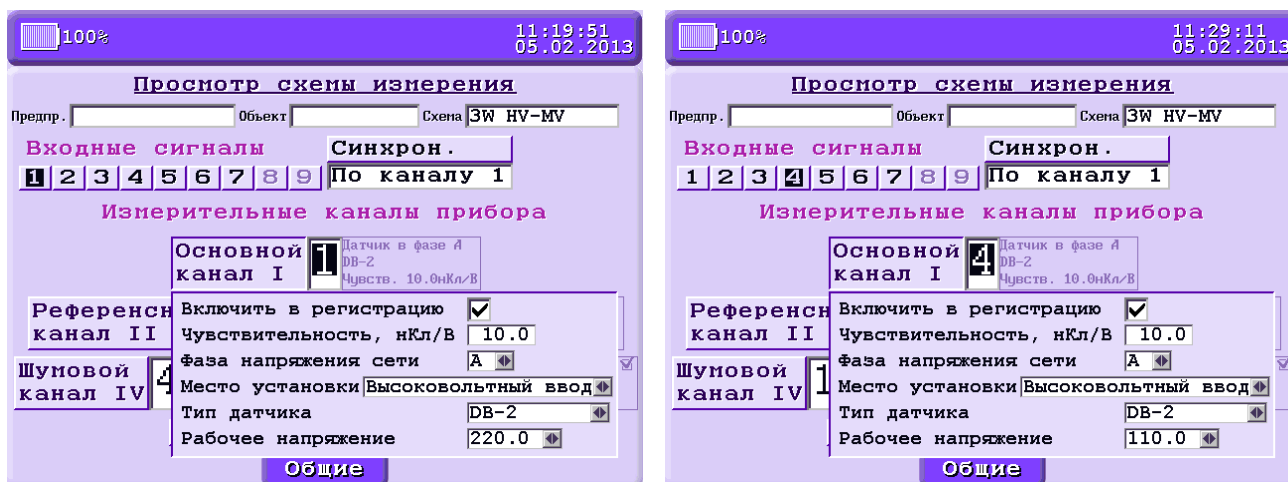 100%
11:19:51
05.02.2013
Просмотр схемы измерения
Предпр. Объект Схема 3W HV-MV
Входные сигналы Синхрон.
1 2 3 4 5 6 7 8 9 По каналу 1
Измерительные каналы прибора
Основной канал I 1
Датчик в фазе A
DB-2
Чувств. 10.0нКл/В
Референсн
канал II
Шумовой
канал IV 4
Включить в регистрацию
Чувствительность, нКл/В 10.0
Фаза напряжения сети A
Место установки Высоковольтный ввод
Тип датчика DB-2
Рабочее напряжение 220.0
Общие
100%
11:29:11
05.02.2013
Просмотр схемы измерения
Предпр. Объект Схема 3W HV-MV
Входные сигналы Синхрон.
1 2 3 4 5 6 7 8 9 По каналу 1
Измерительные каналы прибора
Основной канал I 4
Датчик в фазе A
DB-2
Чувств. 10.0нКл/В
Референсн
канал II
Шумовой
канал IV 1
Включить в регистрацию
Чувствительность, нКл/В 10.0
Фаза напряжения сети A
Место установки Высоковольтный ввод
Тип датчика DB-2
Рабочее напряжение 110.0
Общие